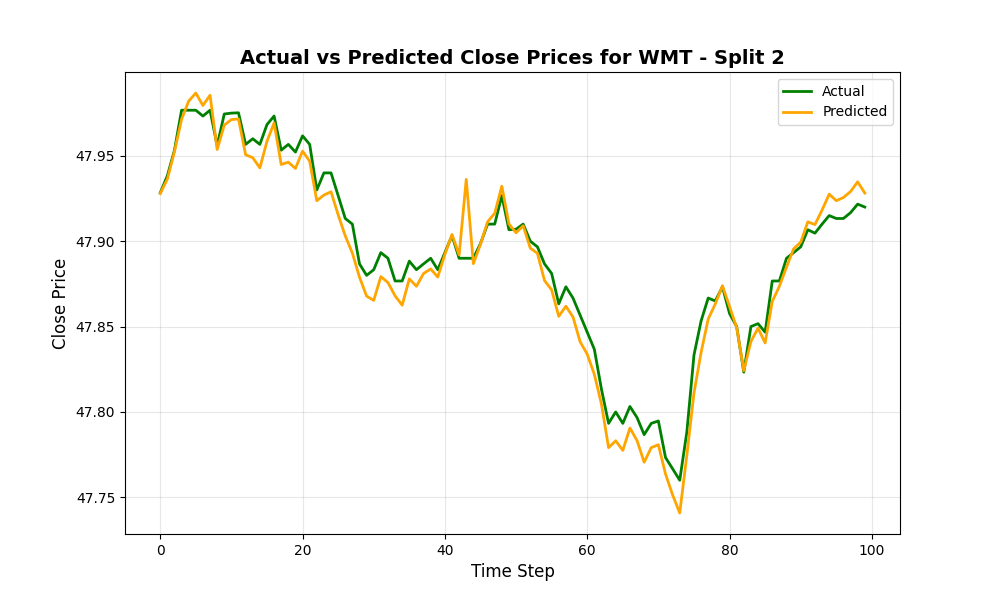 Actual vs Predicted Close Prices for WMT - Split 2
Actual
Predicted
47.95
47.90
47.85
47.80
47.75
Close Price
0 20 40 60 80 100
Time Step